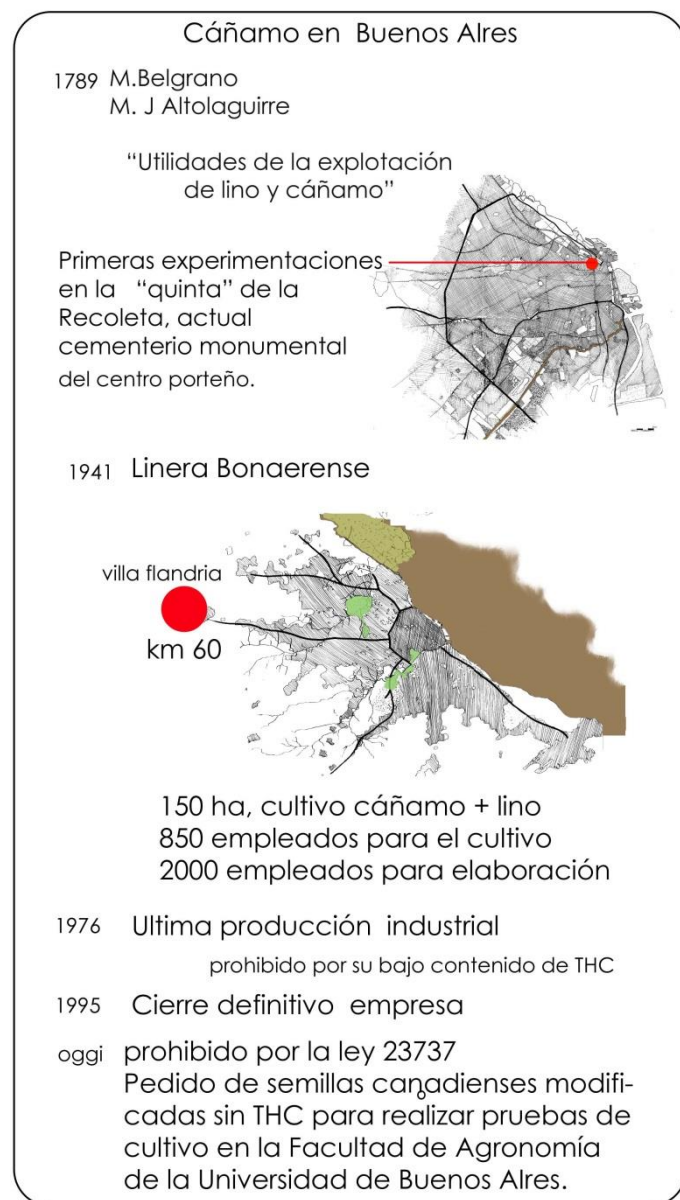 Cáñamo en Buenos AIres
1789 M.Belgrano
M. J Altolaguirre
“Utilidades de la explotación
de lino y cáñamo”
Primeras experimentaciones
en la “quinta” de la
Recoleta, actual
cementerio monumental
del centro porteño.
1941 Linera Bonaerense
villa flandria
km 60
150 ha, cultivo cáñamo + lino
850 empleados para el cultivo
2000 empleados para elaboración
1976 Ultima producción industrial
prohibido por su bajo contenido de THC
1995 Cierre definitivo empresa
oggi prohibido por la ley 23737
Pedido de semillas canadienses modifi-
cadas sin THC para realizar pruebas de
cultivo en la Facultad de Agronomía
de la Universidad de Buenos AIres.